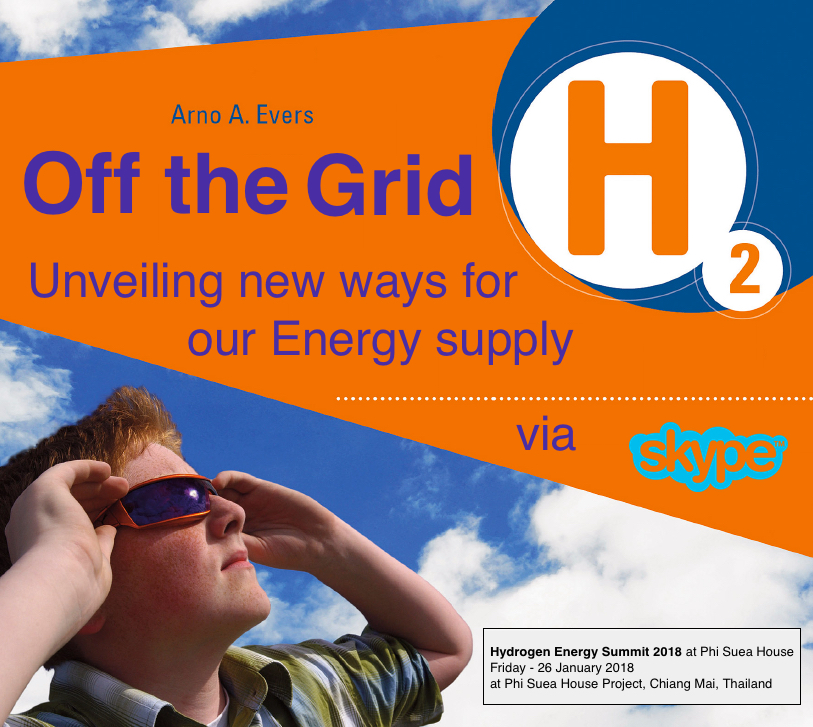 Arno A. Evers
Off the Grid
H2
Unveiling new ways for
our Energy supply
via skype
Hydrogen Energy Summit 2018 at Phi Suea House
Friday - 26 January 2018
at Phi Suea House Project, Chiang Mai, Thailand